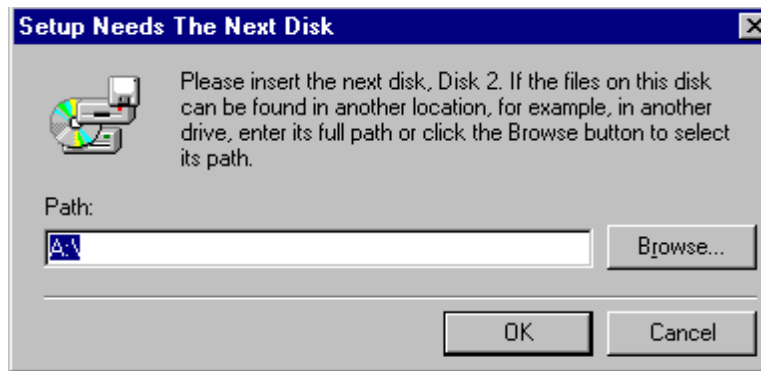 Setup Needs The Next Disk
Please insert the next disk, Disk 2. If the files on this disk
can be found in another location, for example, in another
drive, enter its full path or click the Browse button to select
its path.
Path:
A:\
Browse...
OK
Cancel